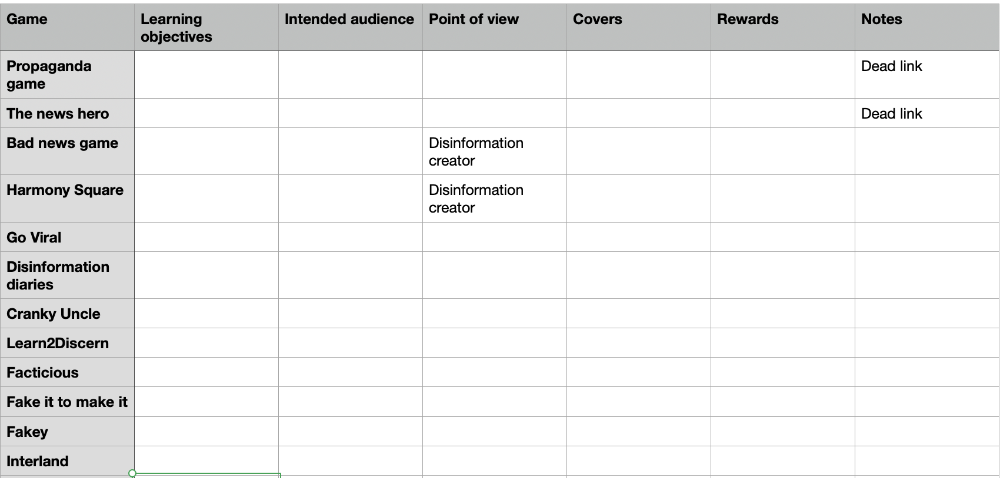 Game
Learning
objectives
Intended audience
Point of view
Covers
Rewards
Notes
Propaganda
game
Dead link
The news hero
Dead link
Bad news game
Disinformation
creator
Harmony Square
Disinformation
creator
Go Viral
Disinformation
diaries
Cranky Uncle
Learn2Discern
Facticious
Fake it to make it
Fakey
Interland